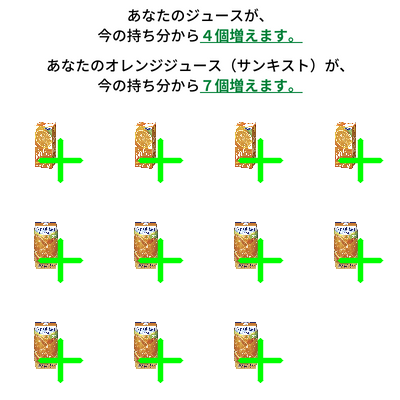 あなたのジュースが、
今の持ち分から４個増えます。
あなたのオレンジジュース（サンキスト）が、
今の持ち分から７個増えます。